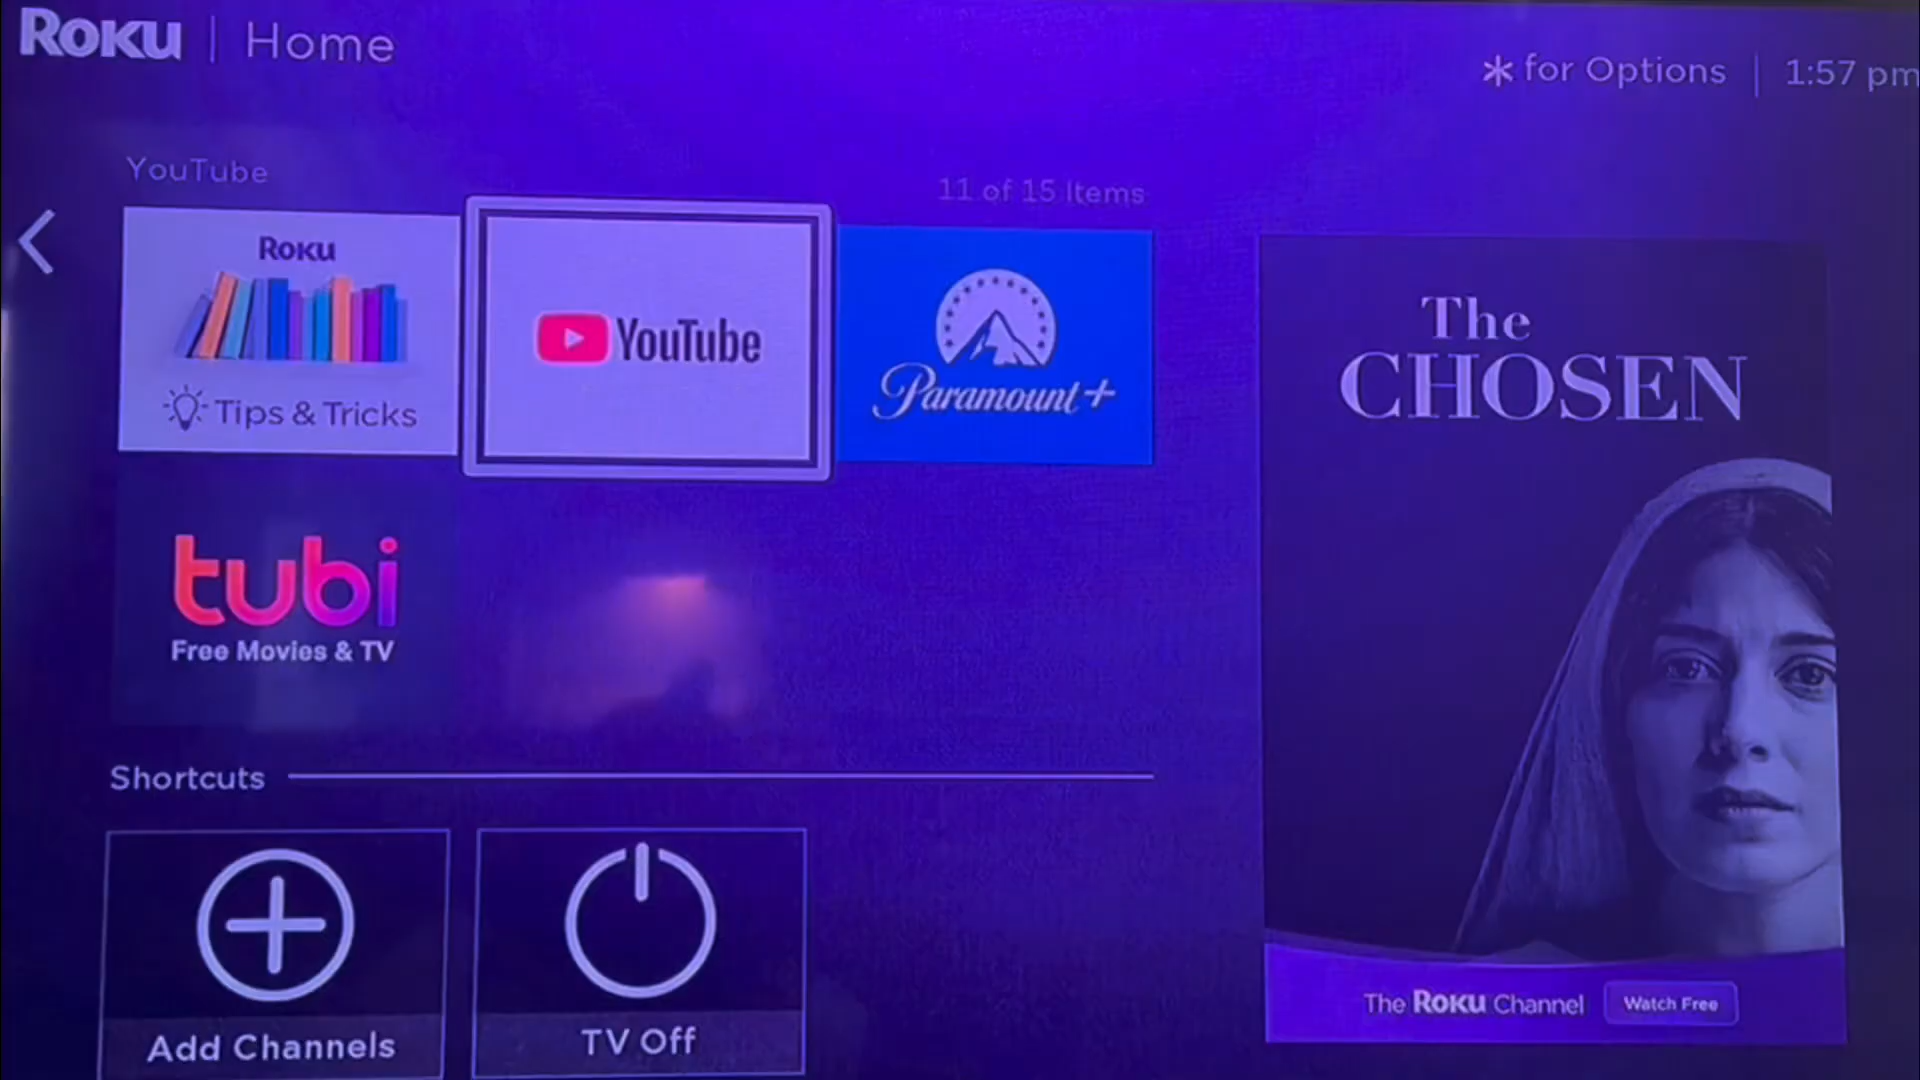 Roku | Home
* for Options | 1:57 pm
YouTube
11 of 15 Items
Roku
Tips & Tricks
YouTube
Paramount+
tubi
Free Movies & TV
The
CHOSEN
Shortcuts
Add Channels
TV Off
The Roku Channel
Watch Free